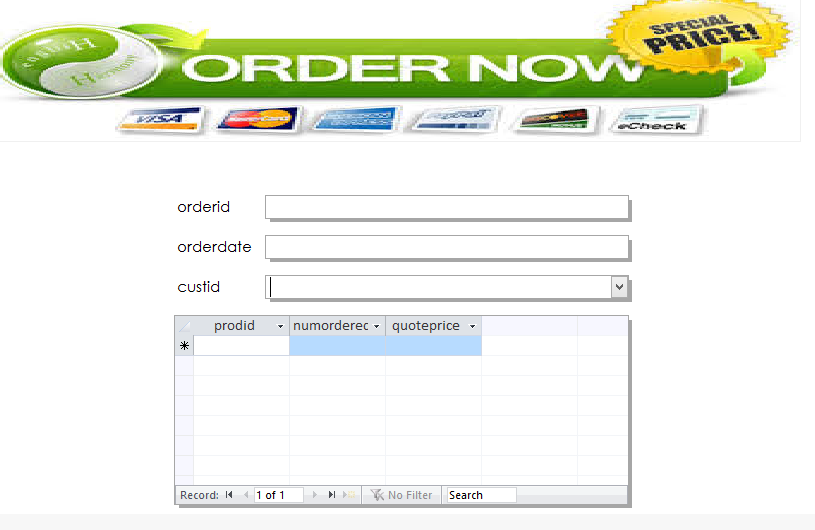 SPECIAL
PRICE!
ORDER NOW
VISA
eCheck
orderid
orderdate
custid
prodid numorderec quoteprice
Record: 1 of 1 No Filter Search